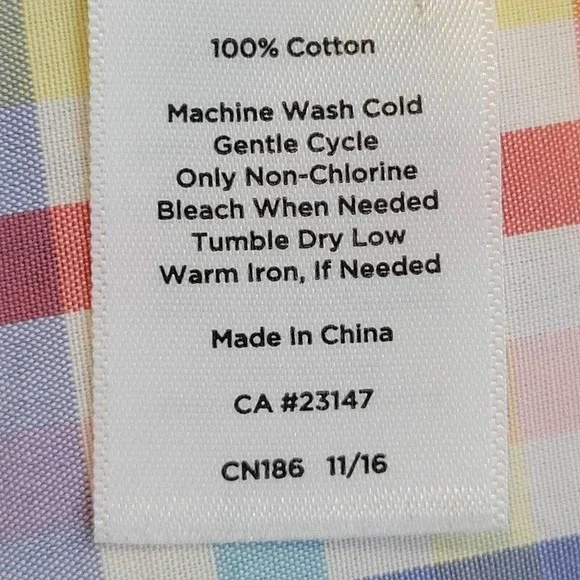 100% Cotton
Machine Wash Cold
Gentle Cycle
Only Non-Chlorine
Bleach When Needed
Tumble Dry Low
Warm Iron, If Needed
Made In China
CA #23147
CN186 11/16